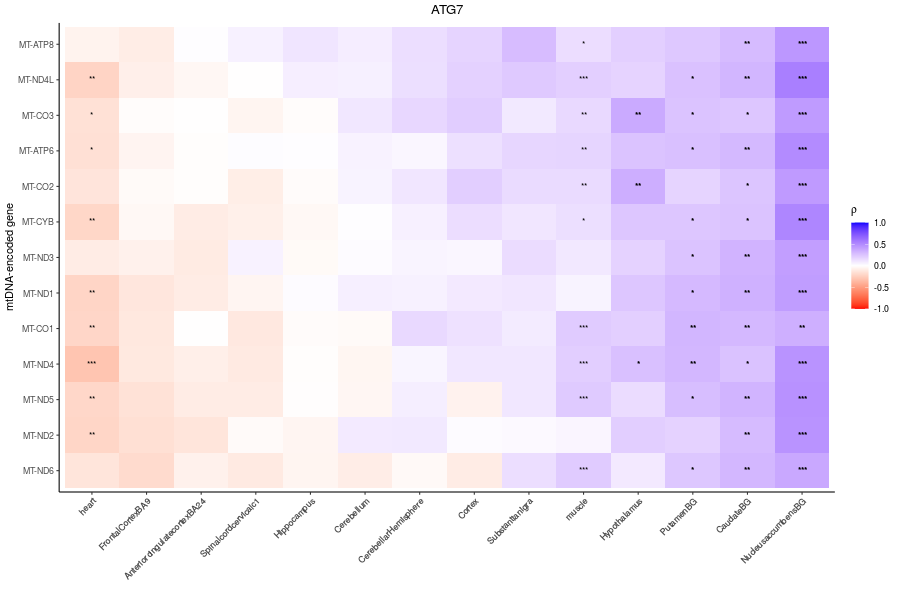 ATG7
mtDNA-encoded gene
MT-ATP8 * ** ***
MT-ND4L ** *** * ** ***
MT-CO3 * ** ** * * ***
MT-ATP6 * ** * ** ***
MT-CO2 ** ** * ***
MT-CYB ** * * * ***
MT-ND3 * ** ***
MT-ND1 ** * ** ***
MT-CO1 ** *** ** ** **
MT-ND4 *** *** * ** * ***
MT-ND5 ** *** * ** ***
MT-ND2 ** ** ***
MT-ND6 *** * ** ***
heart FrontalCortexBA9 AnteriorcingulatecortexBA24 Spinalcordcervicalc1 Hippocampus Cerebellum CerebellarHemisphere Cortex Substantianigra muscle Hypothalamus PutamenBG CaudateBG NucleusaccumbensBG
ρ
1.0
0.5
0.0
-0.5
-1.0